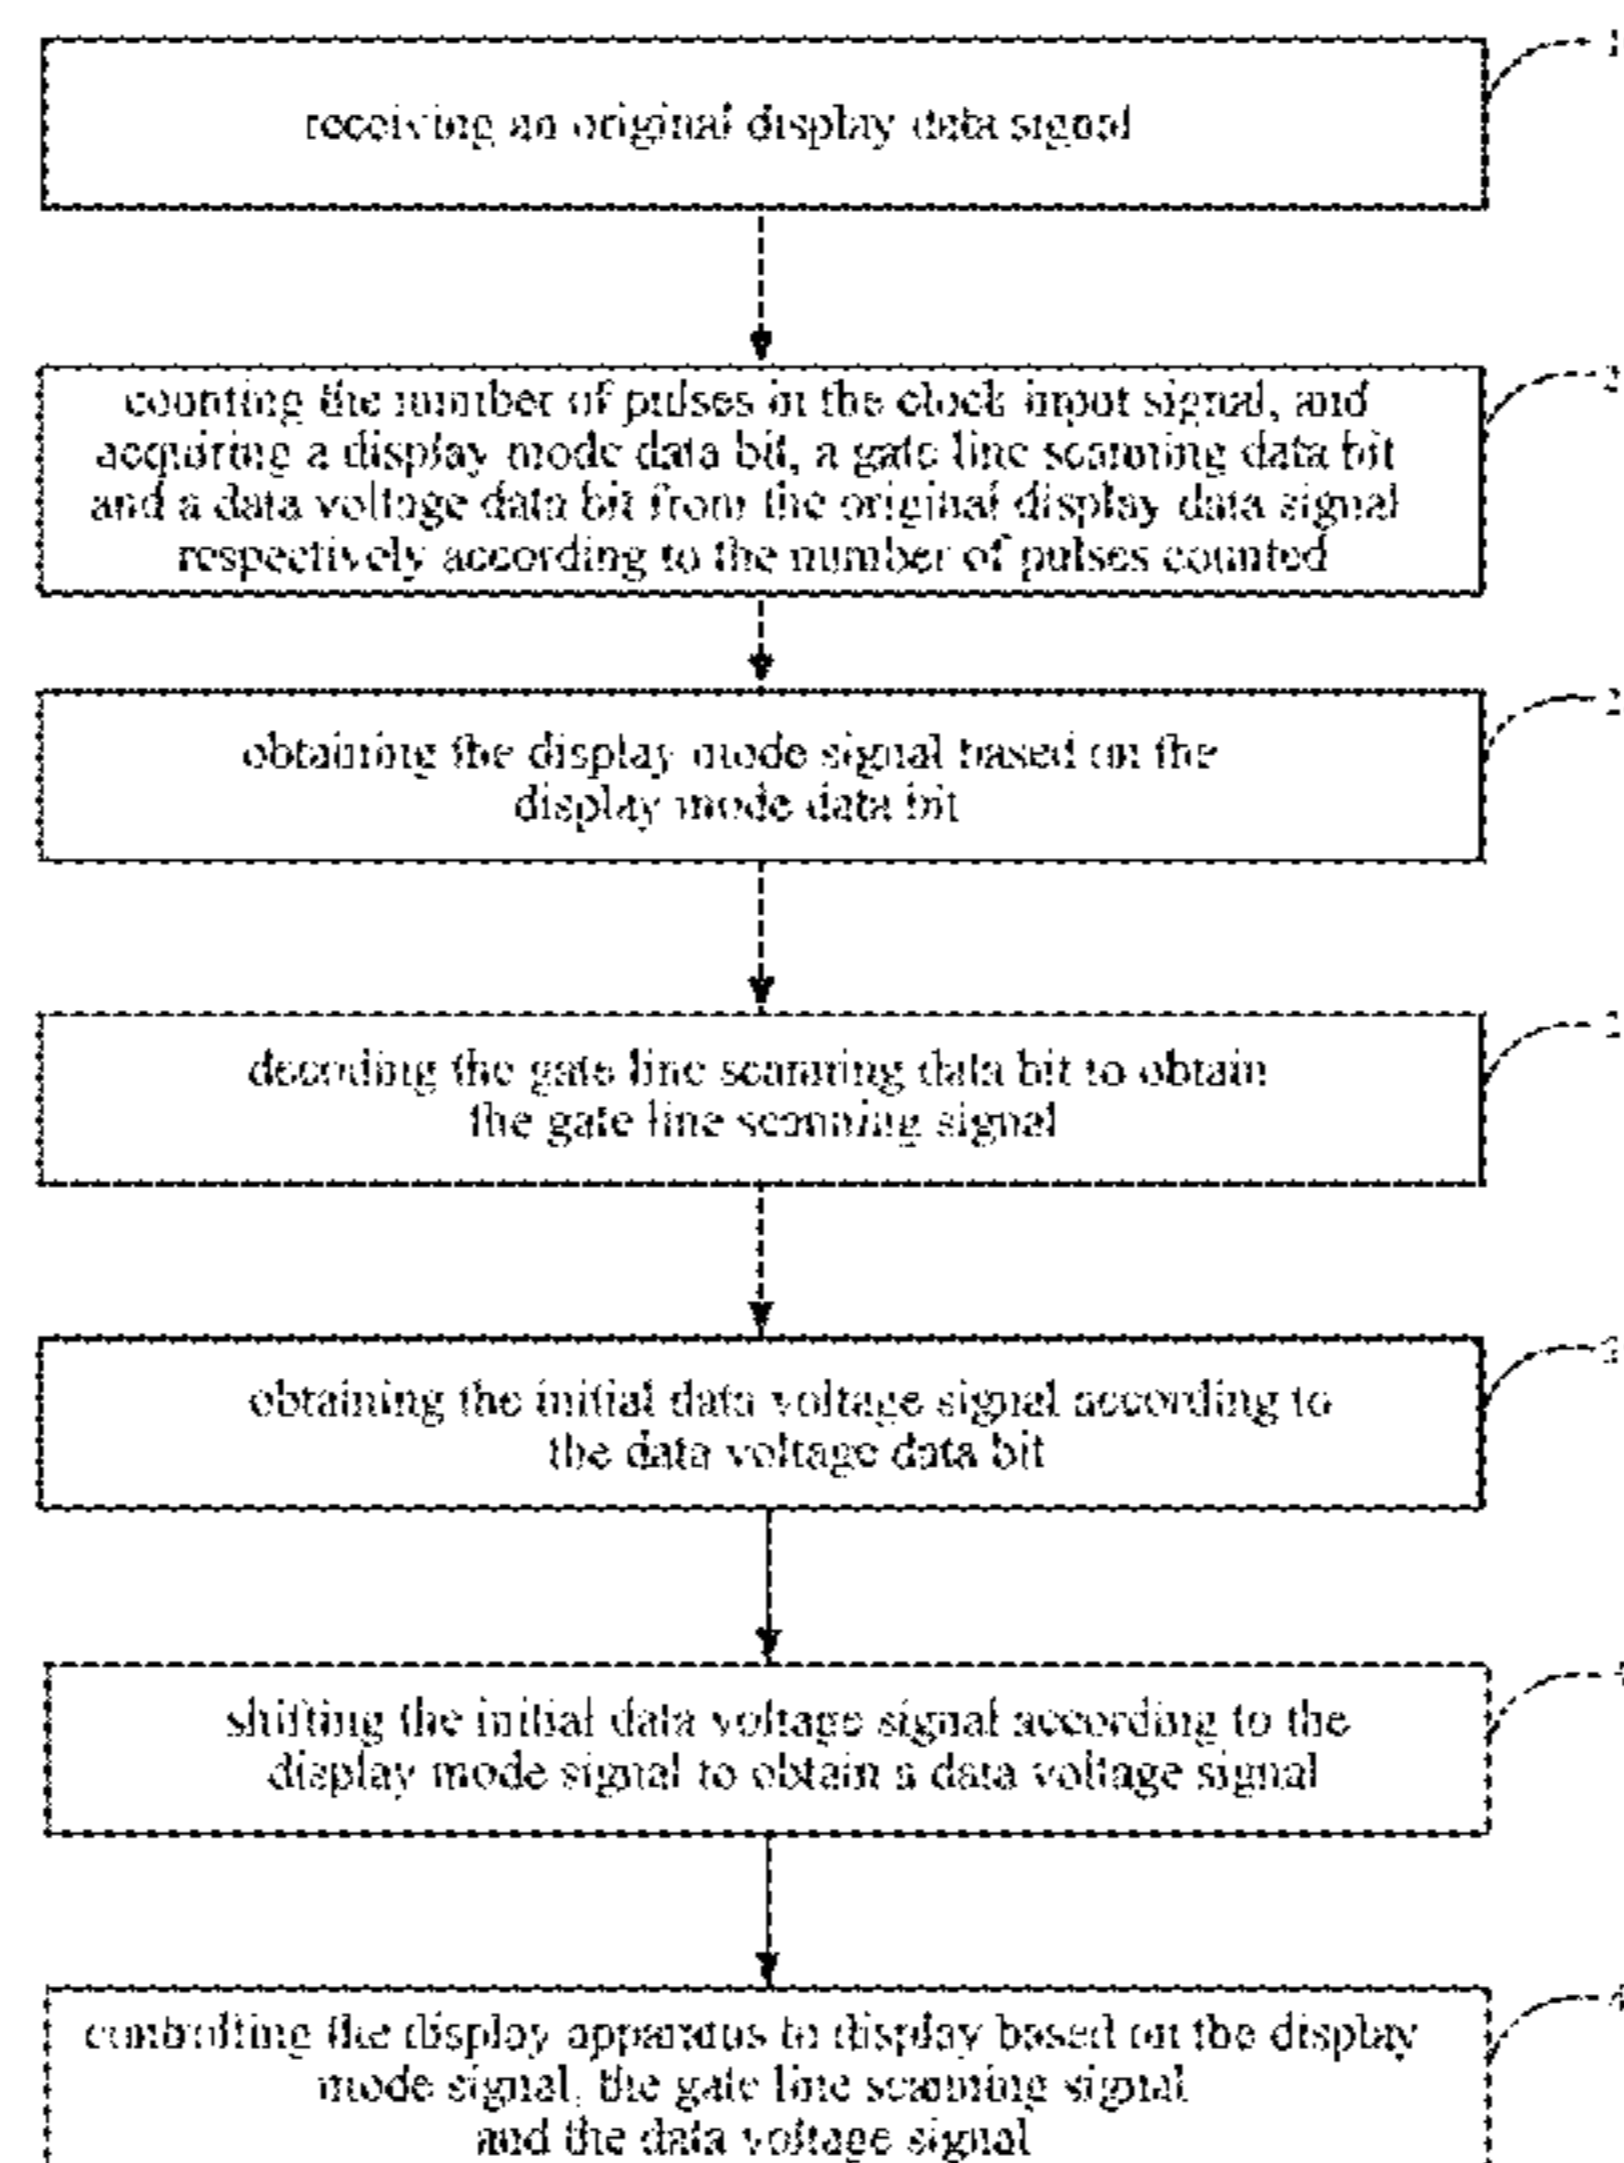 receiving an original display data signal
counting the number of pulses in the clock input signal, and
acquiring a display mode data bit, a gate line scanning data bit
and a data voltage data bit from the original display data signal
respectively according to the number of pulses counted
obtaining the display mode signal based on the
display mode data bit
decoding the gate line scanning data bit to obtain
the gate line scanning signal
obtaining the initial data voltage signal according to
the data voltage data bit
shifting the initial data voltage signal according to the
display mode signal to obtain a data voltage signal
controlling the display apparatus to display based on the display
mode signal, the gate line scanning signal
and the data voltage signal